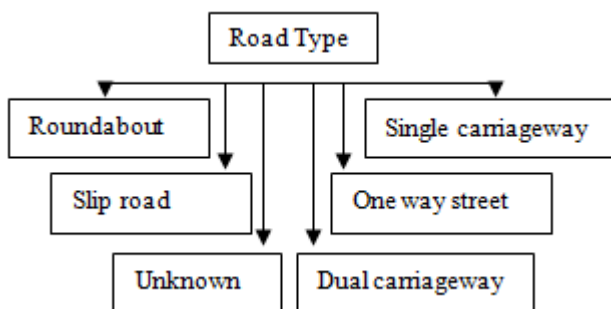 Road Type
Roundabout
Single carriageway
Slip road
One way street
Unknown
Dual carriageway